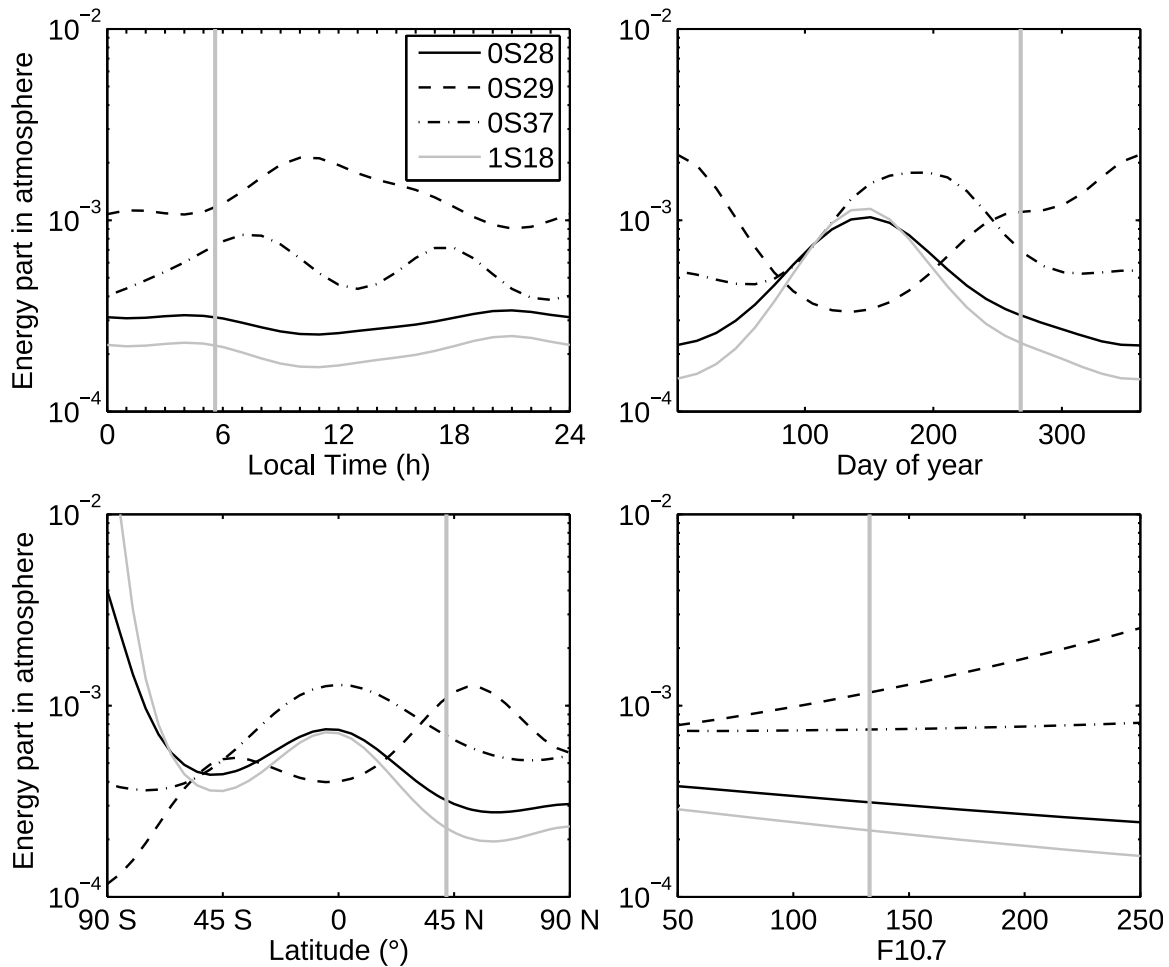 Energy part in atmosphere
10⁻²
10⁻³
10⁻⁴
0S28
0S29
0S37
1S18
0 6 12 18 24
Local Time (h)
10⁻²
10⁻³
10⁻⁴
100 200 300
Day of year
Energy part in atmosphere
10⁻²
10⁻³
10⁻⁴
90 S 45 S 0 45 N 90 N
Latitude (°)
10⁻²
10⁻³
10⁻⁴
50 100 150 200 250
F10.7